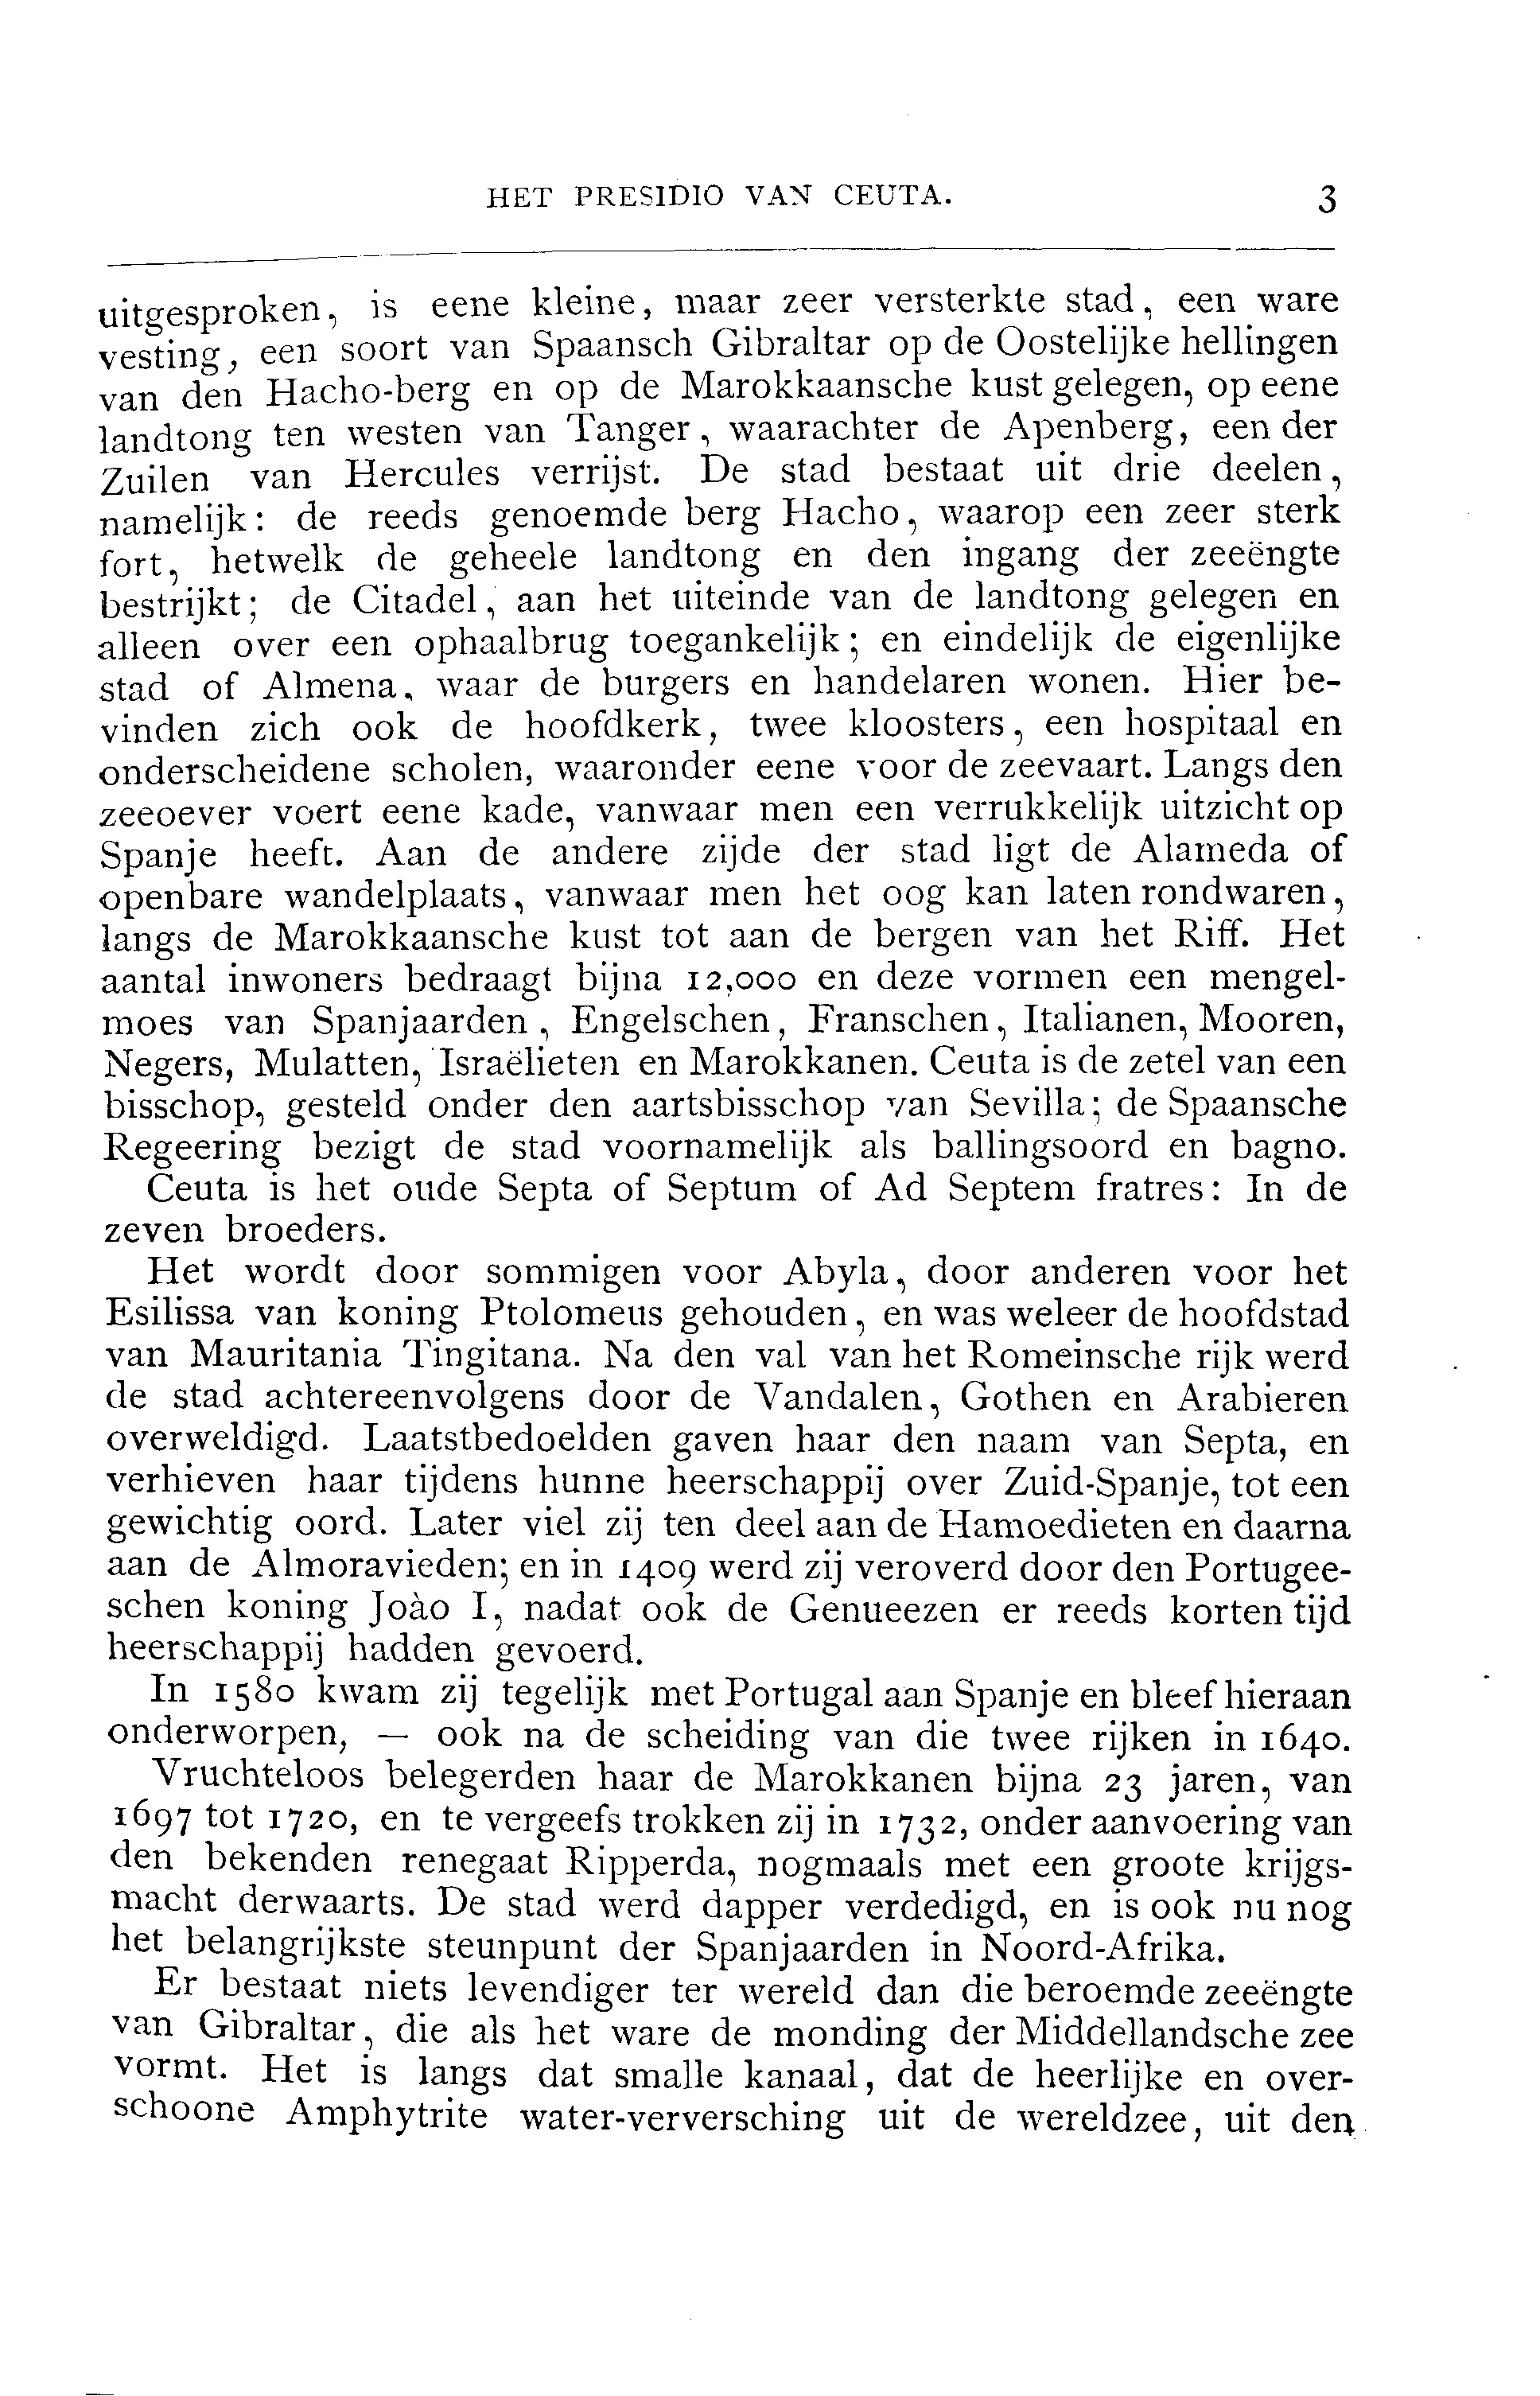 HET PRESIDIO VAN CEUTA. 3
uitgesproken, is eene kleine, maar zeer versterkte stad, een ware
vesting, een soort van Spaansch Gibraltar op de Oostelijke hellingen
van den Hacho-berg en op de Marokkaansche kust gelegen, op eene
landtong ten westen van Tanger, waarachter de Apenberg, een der
Zuilen van Hercules verrijst. De stad bestaat uit drie deelen,
namelijk: de reeds genoemde berg Hacho, waarop een zeer sterk
fort, hetwelk de geheele landtong en den ingang der zeeëngte
bestrijkt; de Citadel, aan het uiteinde van de landtong gelegen en
alleen over een ophaalbrug toegankelijk; en eindelijk de eigenlijke
stad of Almena, waar de burgers en handelaren wonen. Hier be-
vinden zich ook de hoofdkerk, twee kloosters, een hospitaal en
onderscheidene scholen, waaronder eene voor de zeevaart. Langs den
zeeoever voert eene kade, vanwaar men een verrukkelijk uitzicht op
Spanje heeft. Aan de andere zijde der stad ligt de Alameda of
openbare wandelplaats, vanwaar men het oog kan laten rondwaren,
langs de Marokkaansche kust tot aan de bergen van het Riff. Het
aantal inwoners bedraagt bijna 12,000 en deze vormen een mengel-
moes van Spanjaarden, Engelschen, Franschen, Italianen, Mooren,
Negers, Mulatten, Israëlieten en Marokkanen. Ceuta is de zetel van een
bisschop, gesteld onder den aartsbisschop van Sevilla; de Spaansche
Regeering bezigt de stad voornamelijk als ballingsoord en bagno.
Ceuta is het oude Septa of Septum of Ad Septem fratres: In de
zeven broeders.
Het wordt door sommigen voor Abyla, door anderen voor het
Esilissa van koning Ptolomeus gehouden, en was weleer de hoofdstad
van Mauritania Tingitana. Na den val van het Romeinsche rijk werd
de stad achtereenvolgens door de Vandalen, Gothen en Arabieren
overweldigd. Laatstbedoelden gaven haar den naam van Septa, en
verhieven haar tijdens hunne heerschappij over Zuid-Spanje, tot een
gewichtig oord. Later viel zij ten deel aan de Hamoedieten en daarna
aan de Almoravieden; en in 1409 werd zij veroverd door den Portugee-
schen koning Joào I, nadat ook de Genueezen er reeds korten tijd
heerschappij hadden gevoerd.
In 1580 kwam zij tegelijk met Portugal aan Spanje en bleef hieraan
onderworpen, — ook na de scheiding van die twee rijken in 1640.
Vruchteloos belegerden haar de Marokkanen bijna 23 jaren, van
1697 tot 1720, en te vergeefs trokken zij in 1732, onder aanvoering van
den bekenden renegaat Ripperda, nogmaals met een groote krijgs-
macht derwaarts. De stad werd dapper verdedigd, en is ook nu nog
het belangrijkste steunpunt der Spanjaarden in Noord-Afrika.
Er bestaat niets levendiger ter wereld dan die beroemde zeeëngte
van Gibraltar, die als het ware de monding der Middellandsche zee
vormt. Het is langs dat smalle kanaal, dat de heerlijke en over-
schoone Amphytrite water-verversching uit de wereldzee, uit den